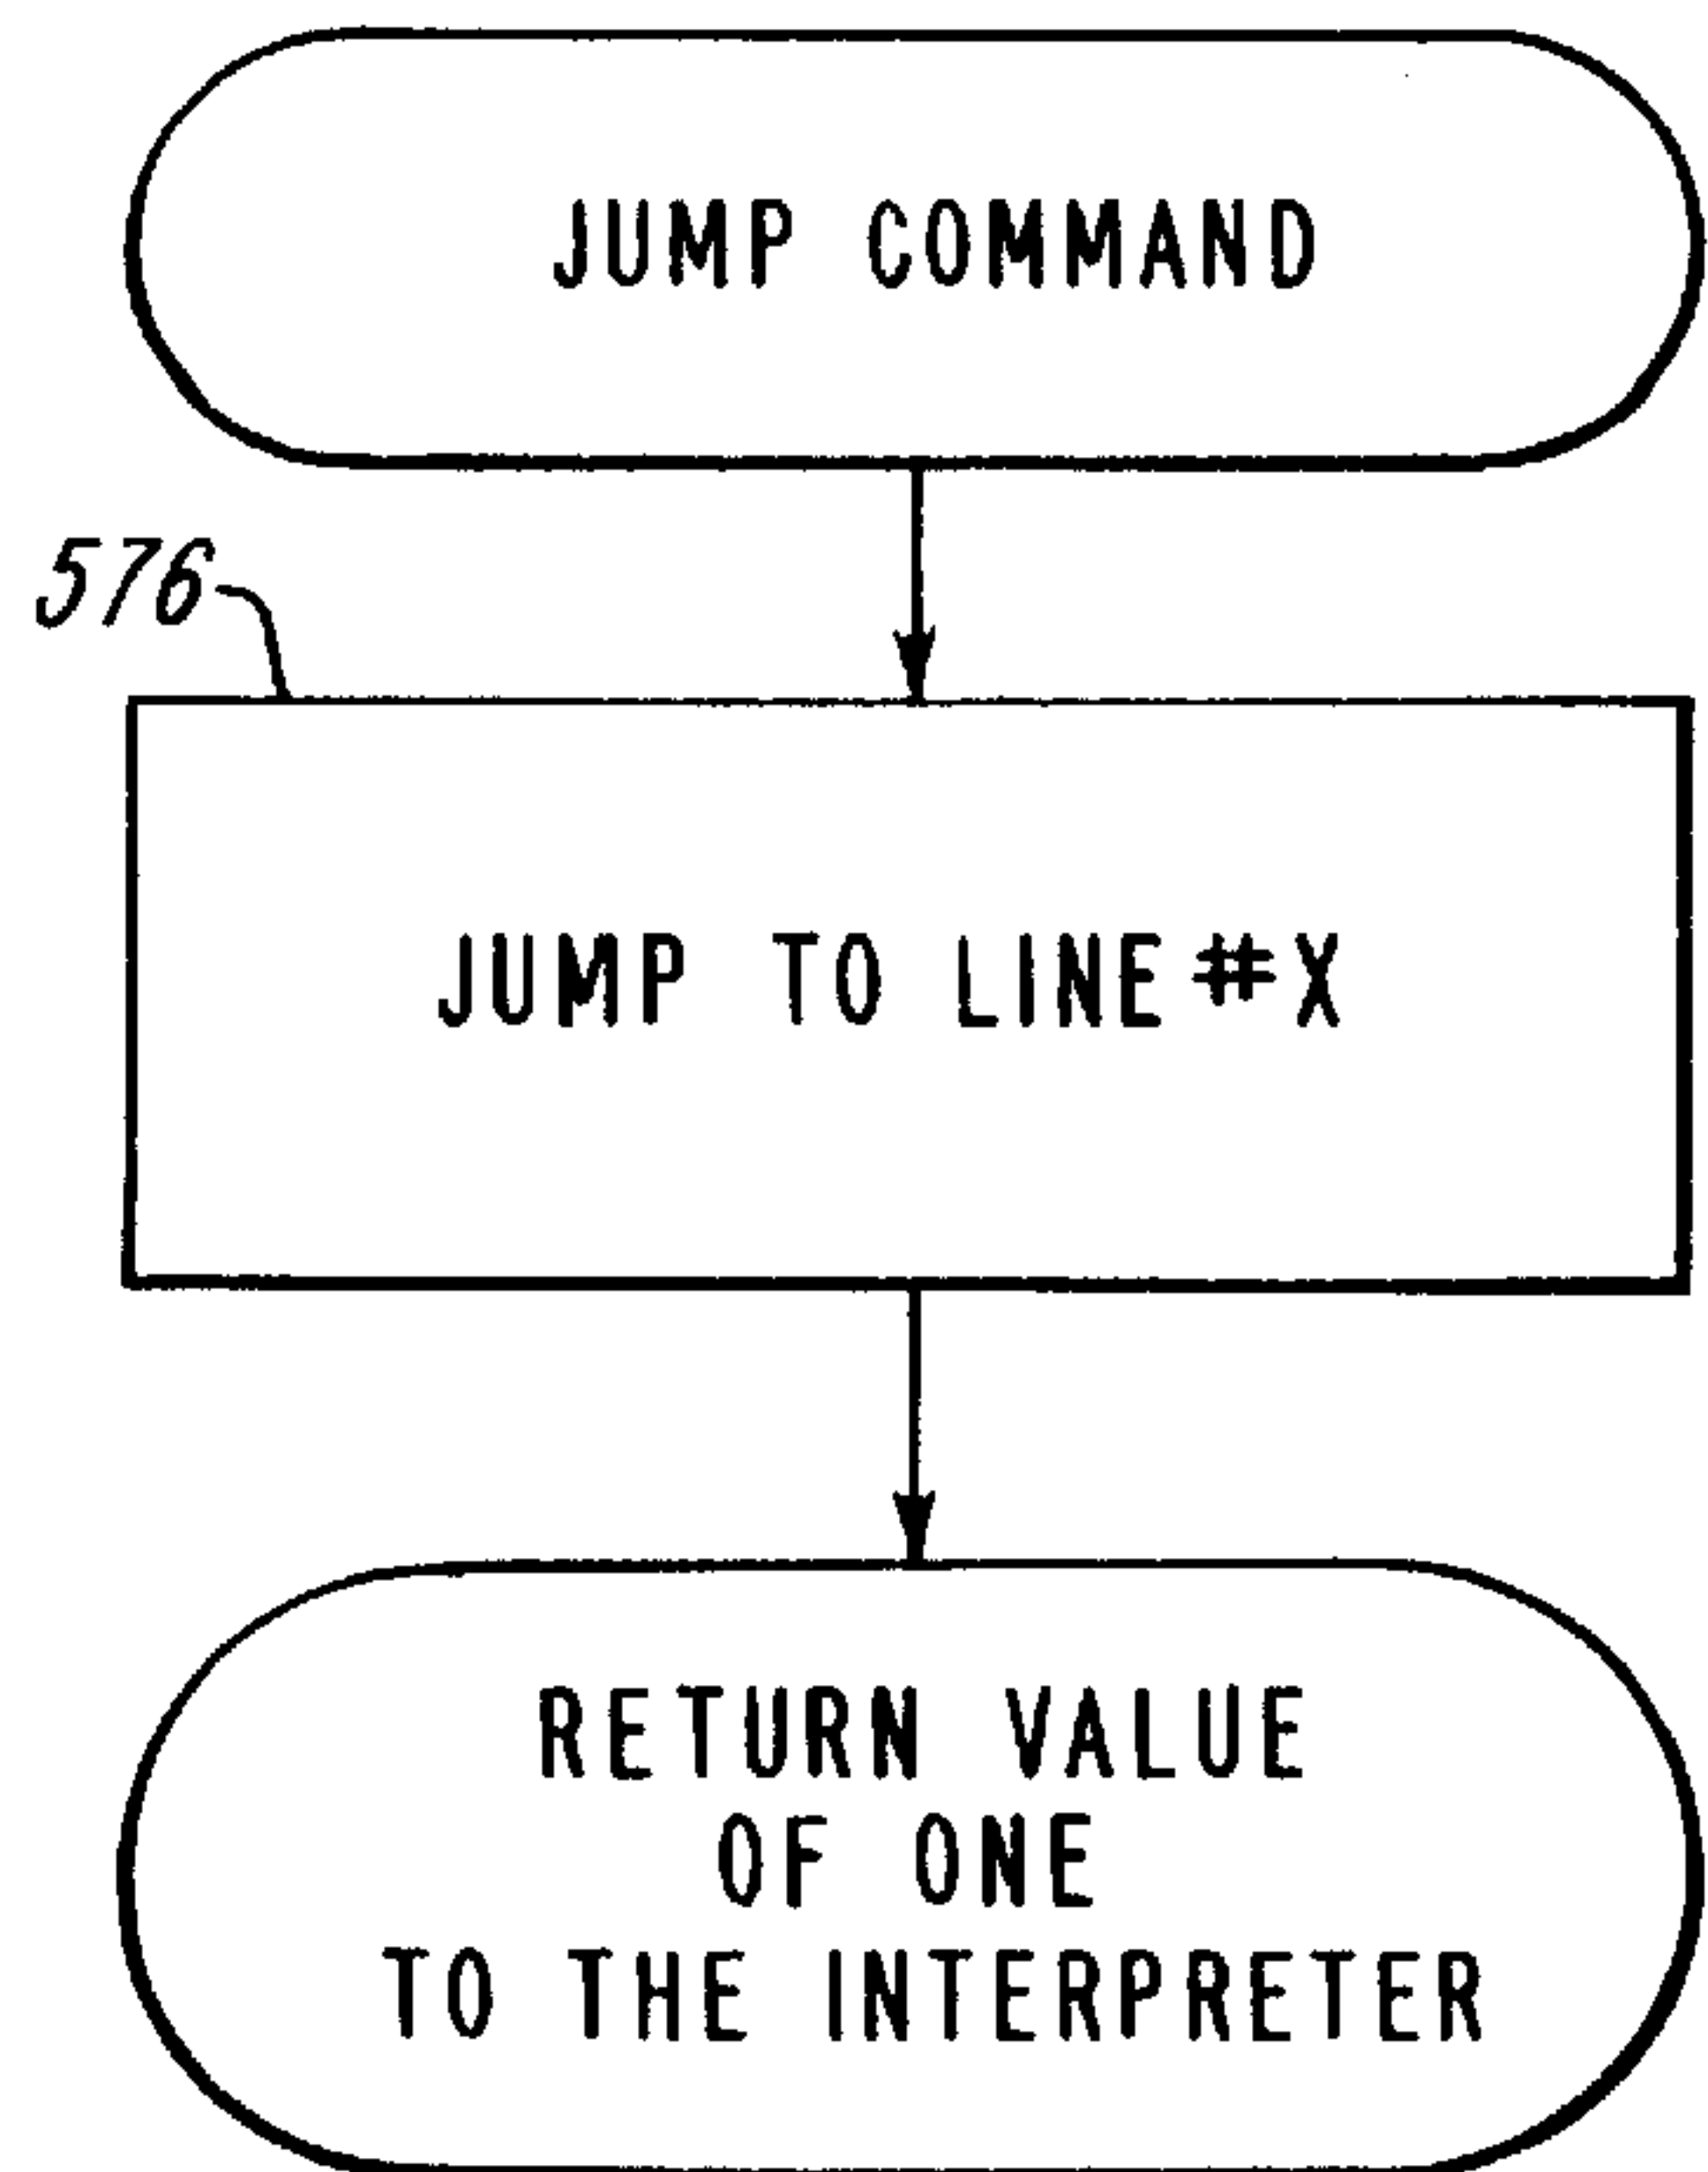 JUMP COMMAND
576
JUMP TO LINE #X
RETURN VALUE
OF ONE
TO THE INTERPRETER